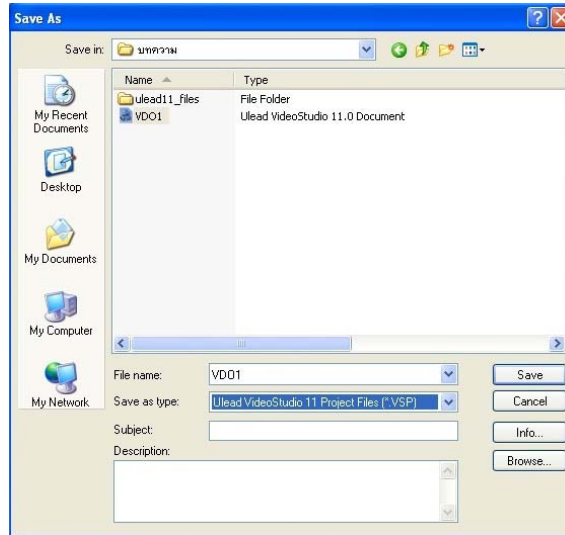 Save As
Save in: บทความ
Name Type
ulead11_files File Folder
VDO1 Ulead VideoStudio 11.0 Document
My Recent
Documents
Desktop
My Documents
My Computer
My Network
File name: VDO1 Save
Save as type: Ulead VideoStudio 11 Project Files (*.VSP) Cancel
Subject: Info...
Description: Browse...